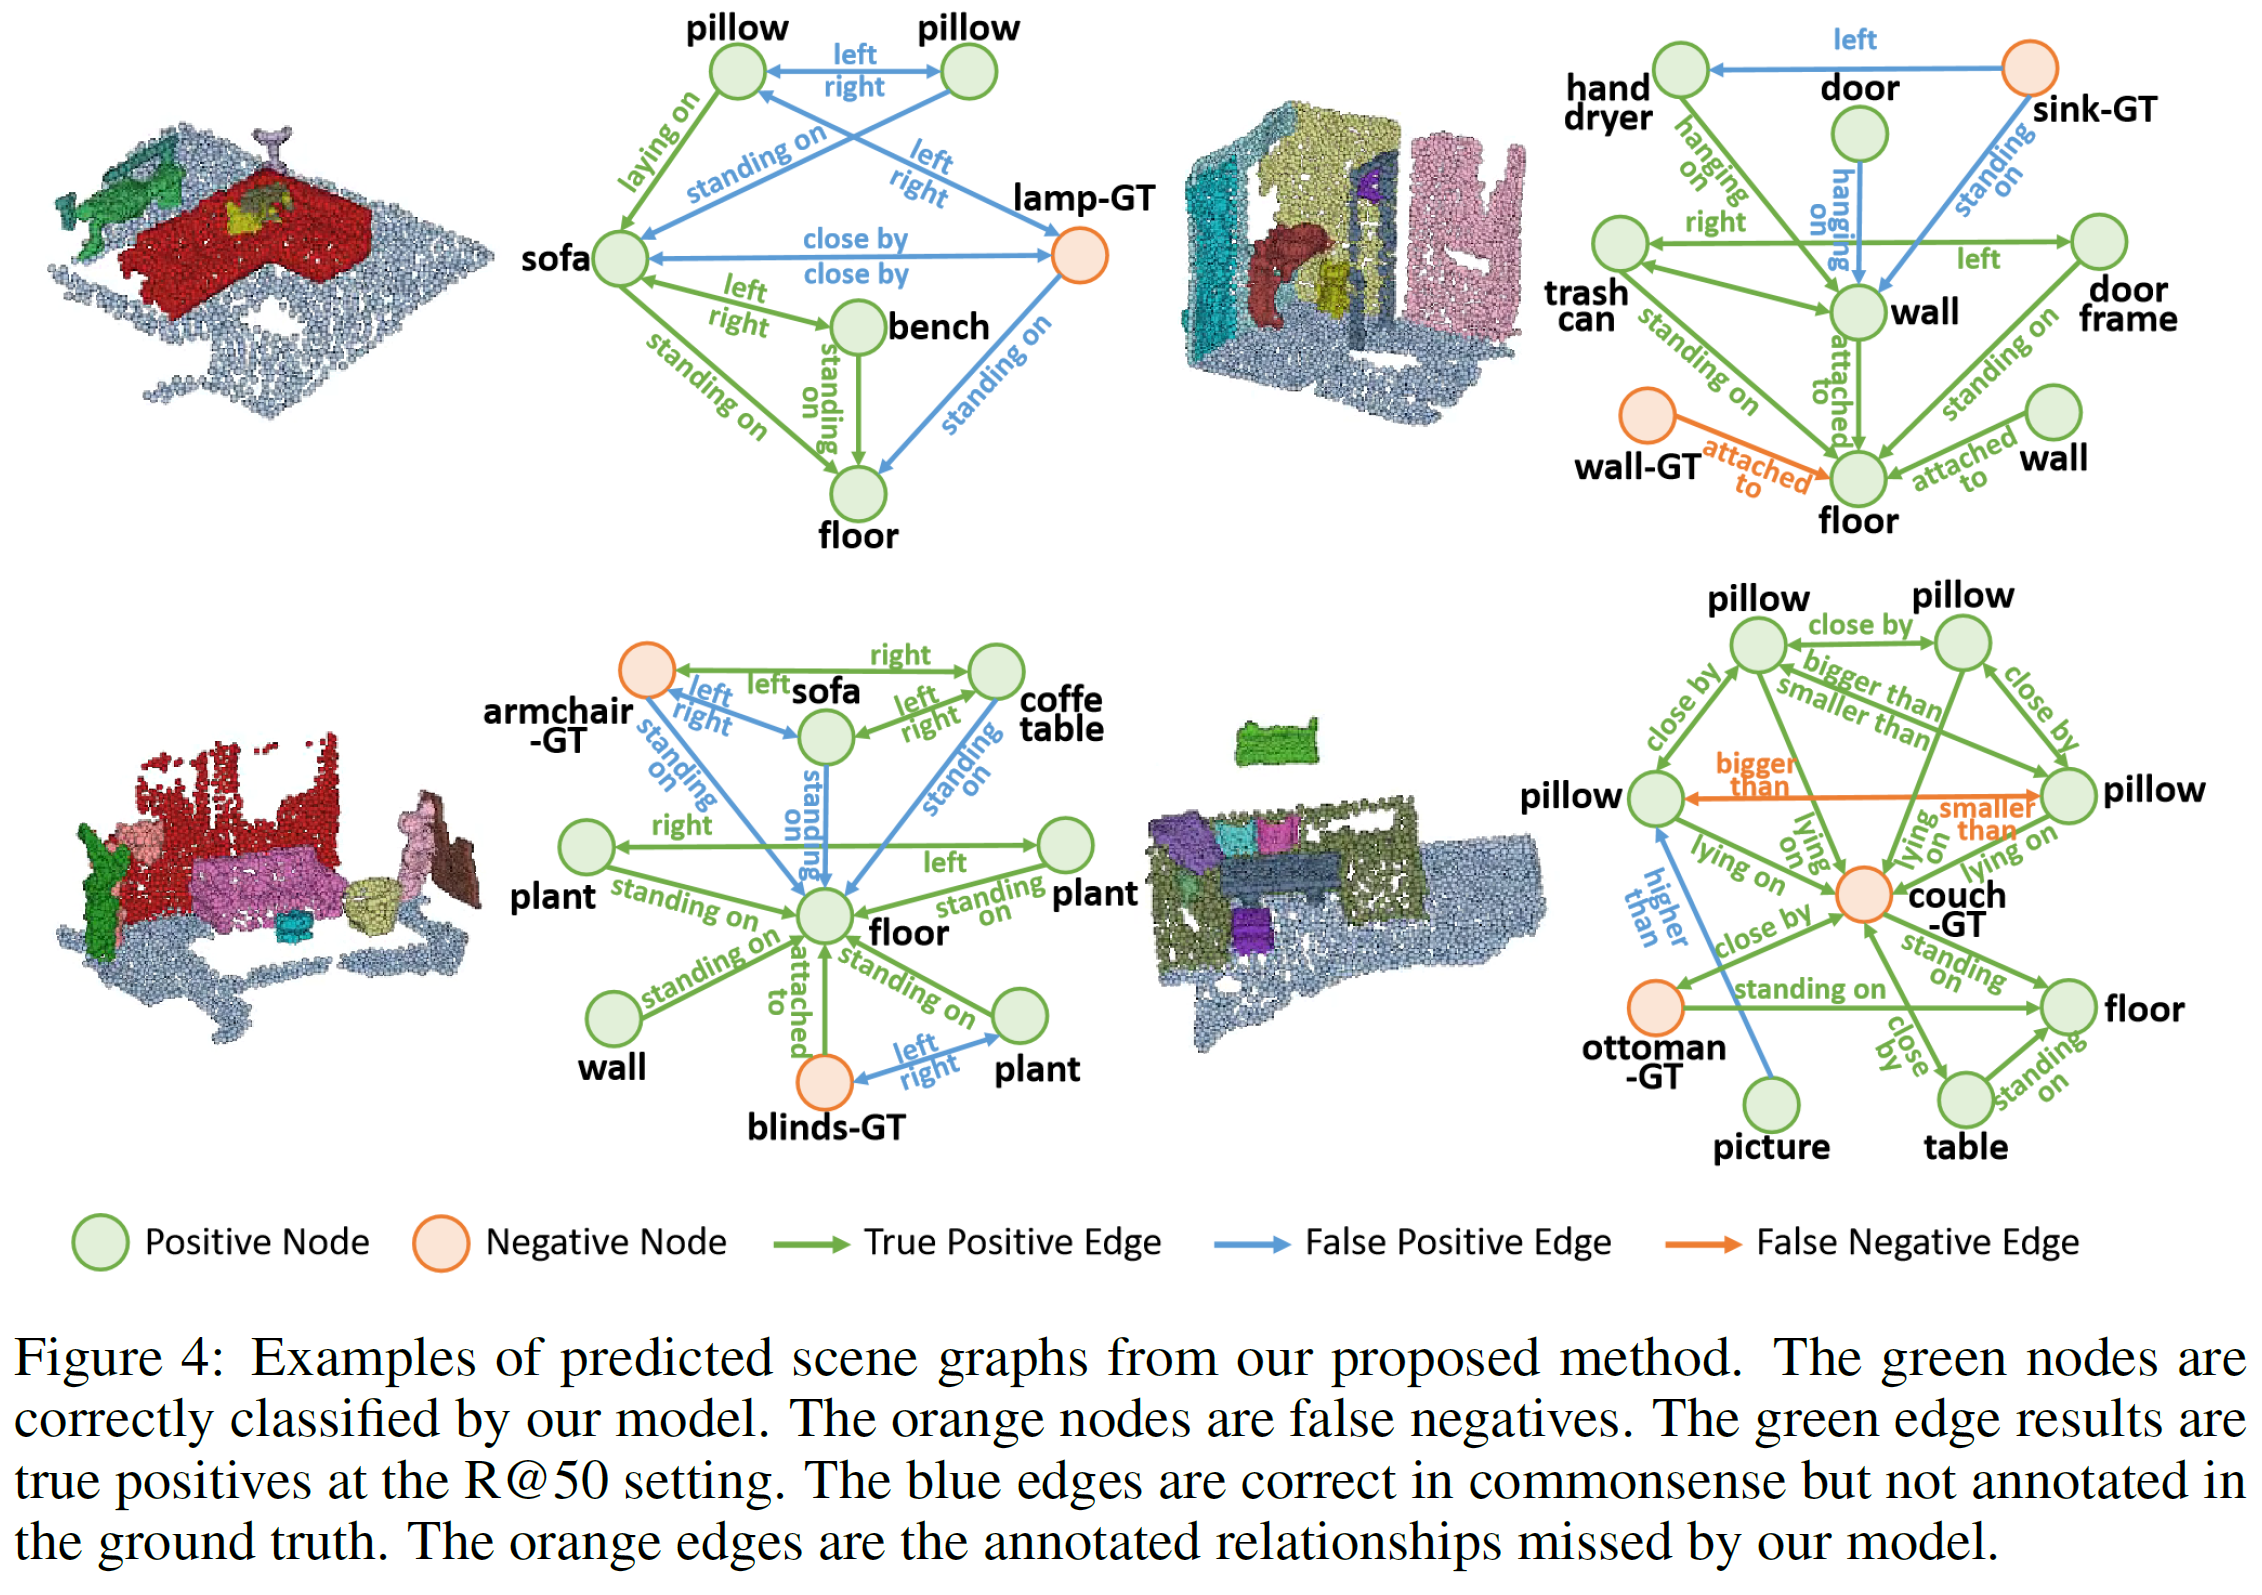 pillow
pillow
left
right
laying on
standing on
left
right
lamp-GT
sofa
close by
close by
left
right
bench
standing on
standing
on
standing on
floor
left
hand
dryer
door
sink-GT
hanging
on
hanging
on
standing
on
right
left
trash
can
wall
door
frame
standing on
attached
to
standing on
wall-GT
attached
to
attached
to
wall
floor
right
left
armchair
-GT
left
right
sofa
left
right
coffe
table
standing
on
standing
on
standing
on
right
left
plant
plant
standing on
standing
on
floor
standing on
attached
to
standing on
wall
left
right
plant
blinds-GT
pillow
pillow
close by
close by
bigger than
smaller than
close by
bigger
than
smaller
than
pillow
pillow
lying on
lying
on
lying
on
lying on
higher
than
couch
-GT
close by
standing
on
standing on
floor
ottoman
-GT
close
by
standing
on
picture
table
Positive Node
Negative Node
True Positive Edge
False Positive Edge
False Negative Edge
Figure 4: Examples of predicted scene graphs from our proposed method. The green nodes are
correctly classified by our model. The orange nodes are false negatives. The green edge results are
true positives at the R@50 setting. The blue edges are correct in commonsense but not annotated in
the ground truth. The orange edges are the annotated relationships missed by our model.